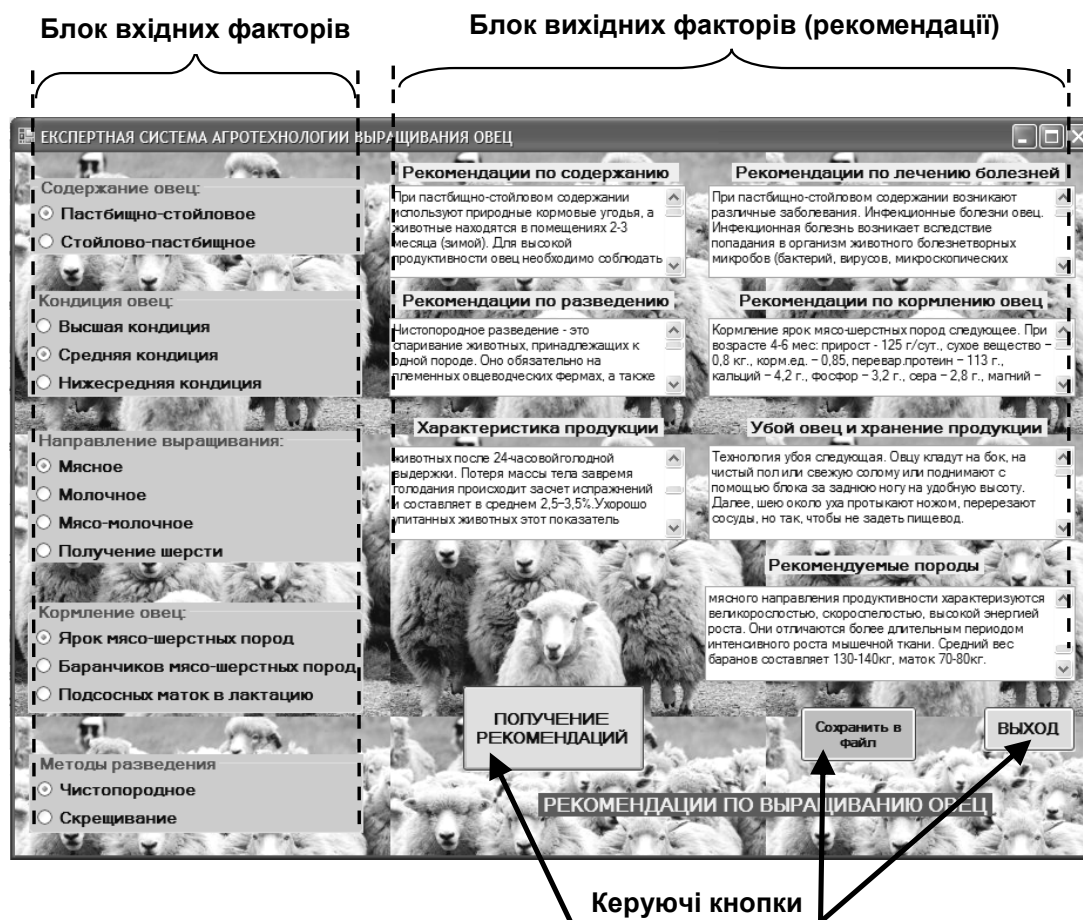 Блок вхідних факторів
Блок вихідних факторів (рекомендації)
ЕКСПЕРТНАЯ СИСТЕМА АГРОТЕХНОЛОГИИ ВЫРАЩИВАНИЯ ОВЕЦ
Содержание овец:
Пастбищно-стойловое
Стойлово-пастбищное
Кондиция овец:
Высшая кондиция
Средняя кондиция
Нижесредняя кондиция
Направление выращивания:
Мясное
Молочное
Мясо-молочное
Получение шерсти
Кормление овец:
Ярок мясо-шерстных пород
Баранчиков мясо-шерстных пород
Подсосных маток в лактацию
Методы разведения
Чистопородное
Скрещивание
Рекомендации по содержанию
При пастбищно-стойловом содержании
используют природные кормовые угодья, а
животные находятся в помещениях 2-3
месяца (зимой). Для высокой
продуктивности овец необходимо соблюдать
Рекомендации по лечению болезней
При пастбищно-стойловом содержании возникают
различные заболевания. Инфекционные болезни овец.
Инфекционная болезнь возникает вследствие
попадания в организм животного болезнетворных
микробов (бактерий, вирусов, микроскопических
Рекомендации по разведению
Чистопородное разведение - это
спаривание животных, принадлежащих к
одной породе. Оно обязательно на
племенных овцеводческих фермах, а также
Рекомендации по кормлению овец
Кормление ярок мясо-шерстных пород следующее. При
возрасте 4-6 мес: прирост - 125 г/сут., сухое вещество –
0,8 кг., корм.ед. – 0,85, перевар.протеин – 113 г.,
кальций – 4,2 г., фосфор – 3,2 г., сера – 2,8 г., магний –
Характеристика продукции
животных после 24-часовойголодной
выдержки. Потеря массы тела завремя
голодания происходит засчет испражнений
и составляет в среднем 2,5–3,5%.Ухорошо
упитанных животных этот показатель
Убой овец и хранение продукции
Технология убоя следующая. Овцу кладут на бок, на
чистый пол или свежую солому или поднимают с
помощью блока за заднюю ногу на удобную высоту.
Далее, шею около уха протыкают ножом, перерезают
сосуды, но так, чтобы не задеть пищевод.
Рекомендуемые породы
мясного направления продуктивности характеризуются
великорослостью, скороспелостью, высокой энергией
роста. Они отличаются более длительным периодом
интенсивного роста мышечной ткани. Средний вес
баранов составляет 130-140кг, маток 70-80кг.
ПОЛУЧЕНИЕ
РЕКОМЕНДАЦИЙ
Сохранить в
файл
ВЫХОД
РЕКОМЕНДАЦИИ ПО ВЫРАЩИВАНИЮ ОВЕЦ
Керуючі кнопки